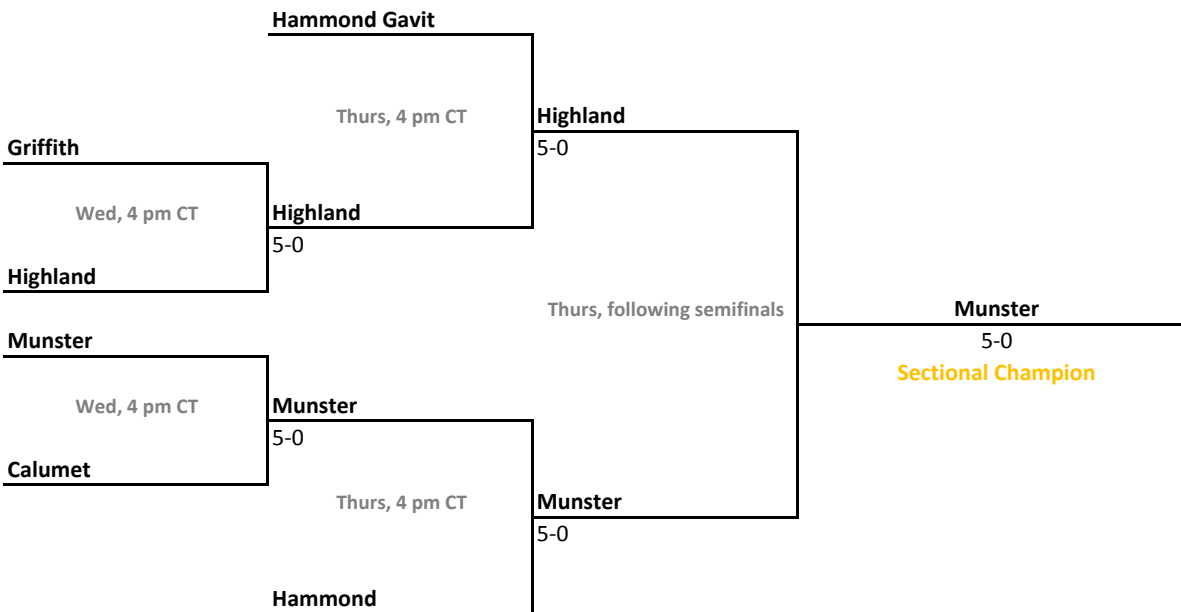 Hammond Gavit
Thurs, 4 pm CT
Highland
5-0
Griffith
Wed, 4 pm CT
Highland
5-0
Highland
Thurs, following semifinals
Munster
5-0
Sectional Champion
Munster
Wed, 4 pm CT
Munster
5-0
Calumet
Thurs, 4 pm CT
Munster
5-0
Hammond